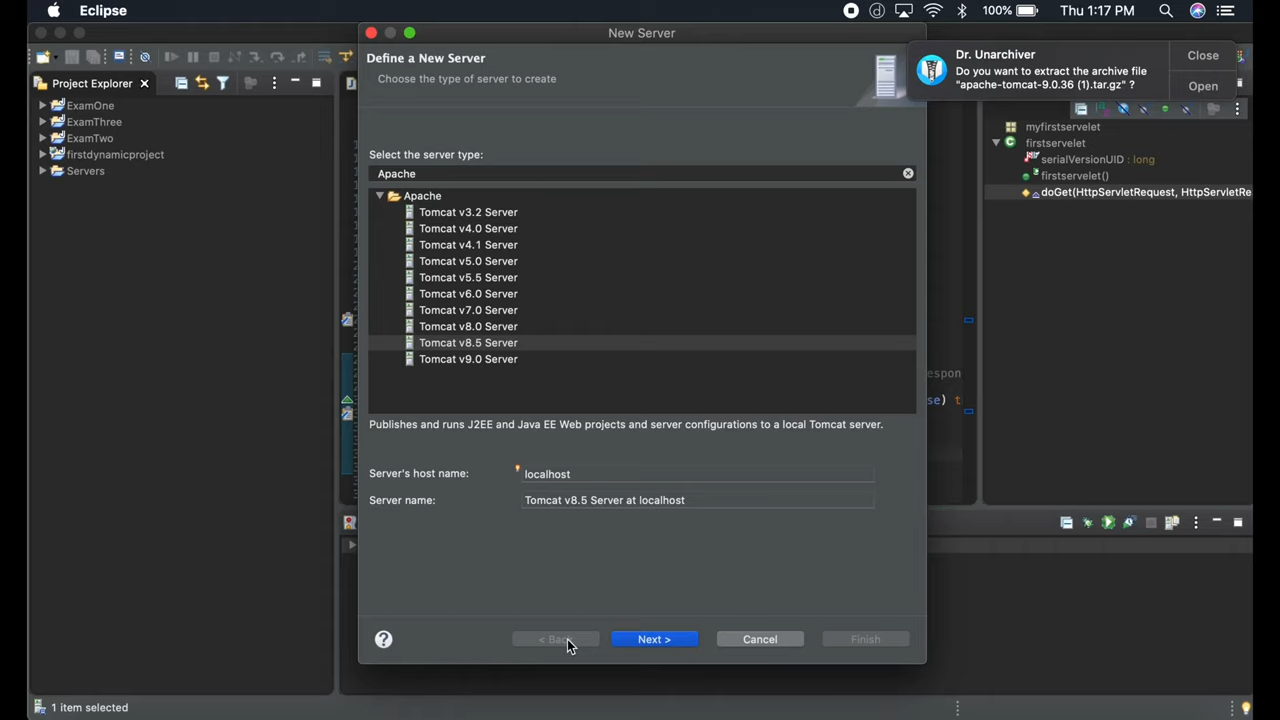 Eclipse
100%
Thu 1:17 PM
New Server
Define a New Server
Choose the type of server to create
Dr. Unarchiver
Do you want to extract the archive file
"apache-tomcat-9.0.36 (1).tar.gz" ?
Close
Open
Project Explorer
ExamOne
ExamThree
ExamTwo
firstdynamicproject
Servers
Select the server type:
Apache
Apache
Tomcat v3.2 Server
Tomcat v4.0 Server
Tomcat v4.1 Server
Tomcat v5.0 Server
Tomcat v5.5 Server
Tomcat v6.0 Server
Tomcat v7.0 Server
Tomcat v8.0 Server
Tomcat v8.5 Server
Tomcat v9.0 Server
Publishes and runs J2EE and Java EE Web projects and server configurations to a local Tomcat server.
Server's host name:
localhost
Server name:
Tomcat v8.5 Server at localhost
< Back
Next >
Cancel
Finish
myfirstservelet
firstservelet
serialVersionUID : long
firstservelet()
doGet(HttpServletRequest, HttpServletRe
espon
se) t
1 item selected